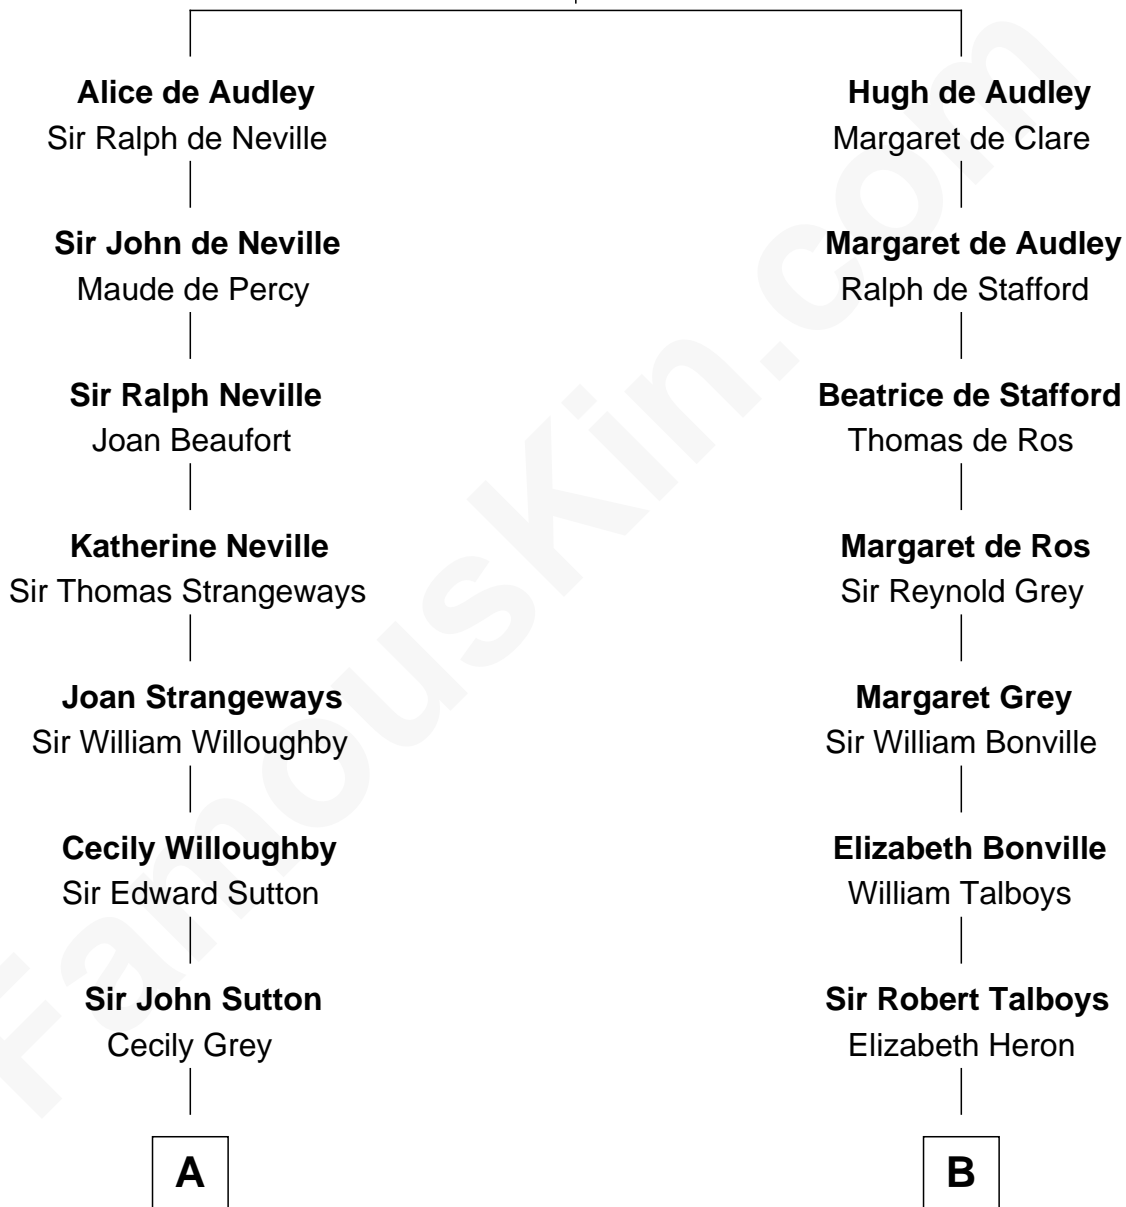 Alice de Audley
Sir Ralph de Neville
Hugh de Audley
Margaret de Clare
Sir John de Neville
Maude de Percy
Margaret de Audley
Ralph de Stafford
Sir Ralph Neville
Joan Beaufort
Beatrice de Stafford
Thomas de Ros
Katherine Neville
Sir Thomas Strangeways
Margaret de Ros
Sir Reynold Grey
Joan Strangeways
Sir William Willoughby
Margaret Grey
Sir William Bonville
Cecily Willoughby
Sir Edward Sutton
Elizabeth Bonville
William Talboys
Sir John Sutton
Cecily Grey
Sir Robert Talboys
Elizabeth Heron
A
B
FamousKin.com